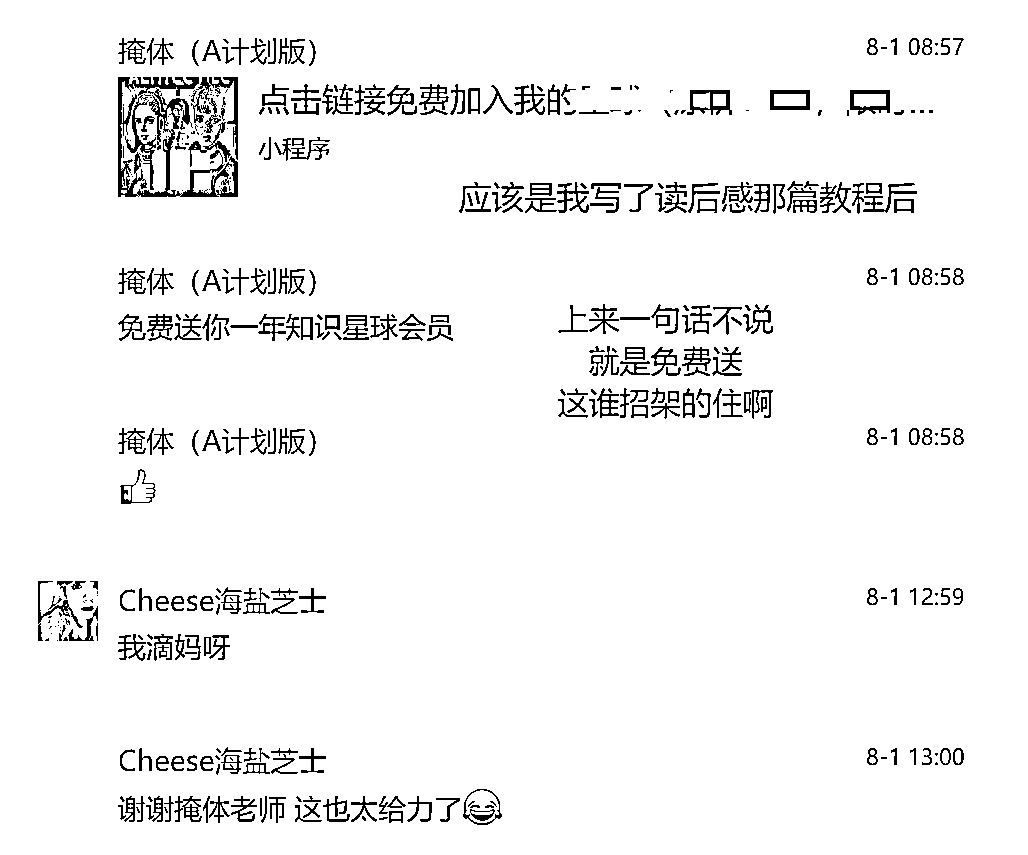 掩体（A计划版）
8-1 08:57
点击链接免费加入我的
小程序
应该是我写了读后感那篇教程后
掩体（A计划版）
8-1 08:58
免费送你一年知识星球会员
上来一句话不说
就是免费送
这谁招架的住啊
掩体（A计划版）
8-1 08:58
👍
Cheese海盐芝士
8-1 12:59
我滴妈呀
Cheese海盐芝士
8-1 13:00
谢谢掩体老师 这也太给力了😂